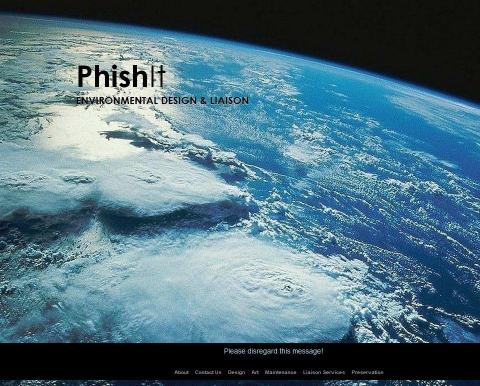 PhishIt
ENVIRONMENTAL DESIGN & LIAISON
Please disregard this message!
About Contact Us Design Art Maintenance Liaison Services Preservation